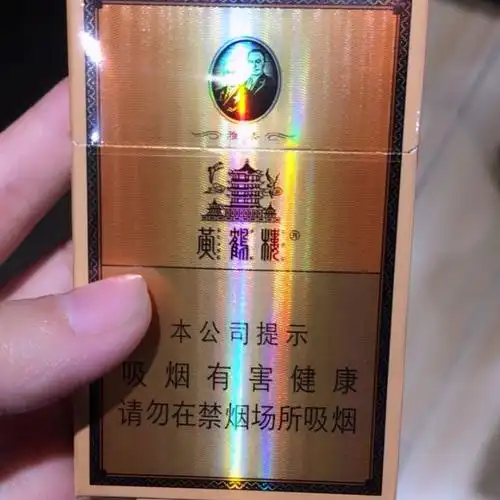 雅香
黄鹤楼®
本公司提示
吸烟有害健康
请勿在禁烟场所吸烟